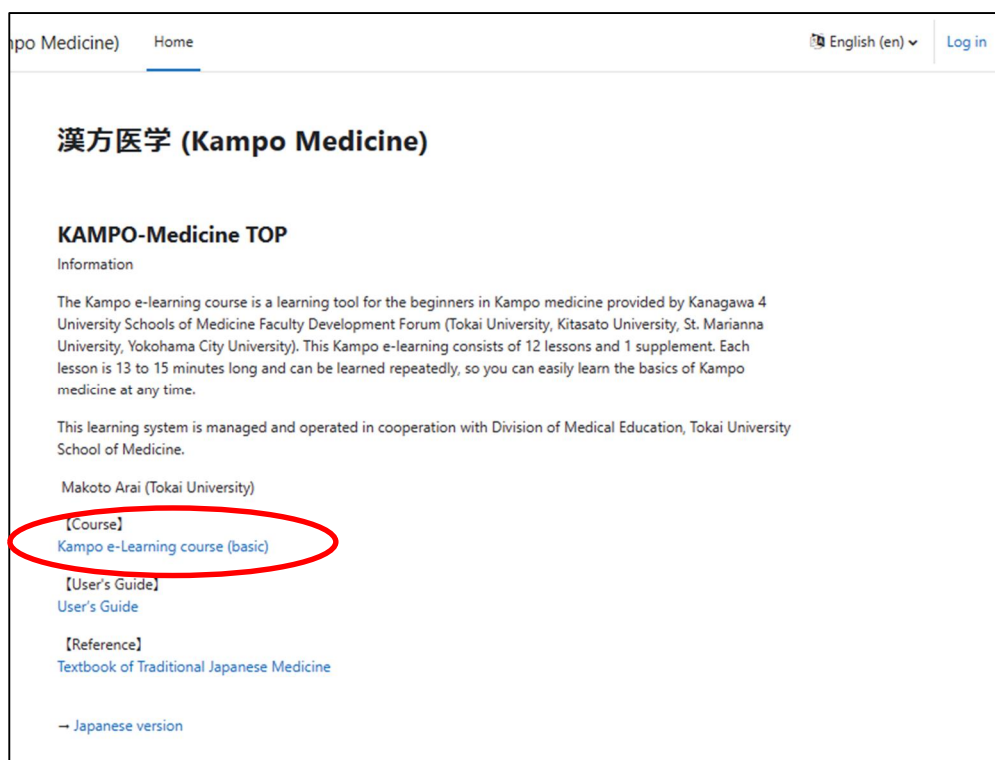 Medicine) Home English (en) Log in
漢方医学 (Kampo Medicine)
KAMPO-Medicine TOP
Information
The Kampo e-learning course is a learning tool for the beginners in Kampo medicine provided by Kanagawa 4
University Schools of Medicine Faculty Development Forum (Tokai University, Kitasato University, St. Marianna
University, Yokohama City University). This Kampo e-learning consists of 12 lessons and 1 supplement. Each
lesson is 13 to 15 minutes long and can be learned repeatedly, so you can easily learn the basics of Kampo
medicine at any time.
This learning system is managed and operated in cooperation with Division of Medical Education, Tokai University
School of Medicine.
Makoto Arai (Tokai University)
【Course】
Kampo e-Learning course (basic)
【User's Guide】
User's Guide
【Reference】
Textbook of Traditional Japanese Medicine
→ Japanese version